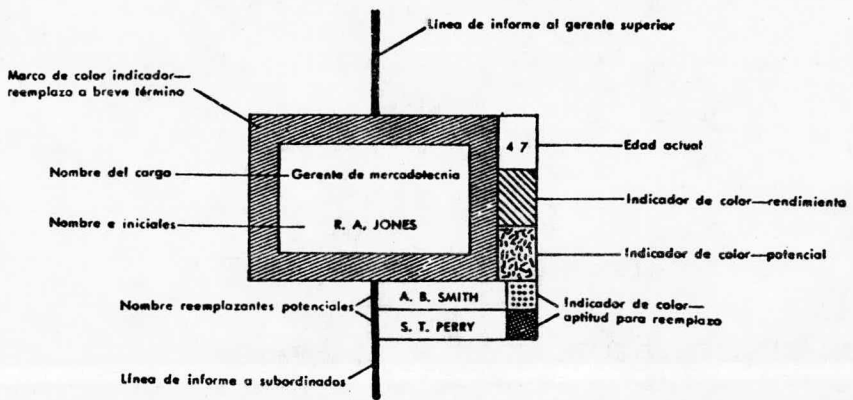 Línea de informe al gerente superior
Marco de color indicador—
reemplazo a breve término
4 7
Edad actual
Nombre del carga
Gerente de mercadotecnia
Indicador de color—rendimiento
Nombre e iniciales
R. A. JONES
Indicador de color—potencial
Nombre reemplazantes potenciales
A. B. SMITH
Indicador de color—
aptitud para reemplazo
S. T. PERRY
Línea de informe a subordinados